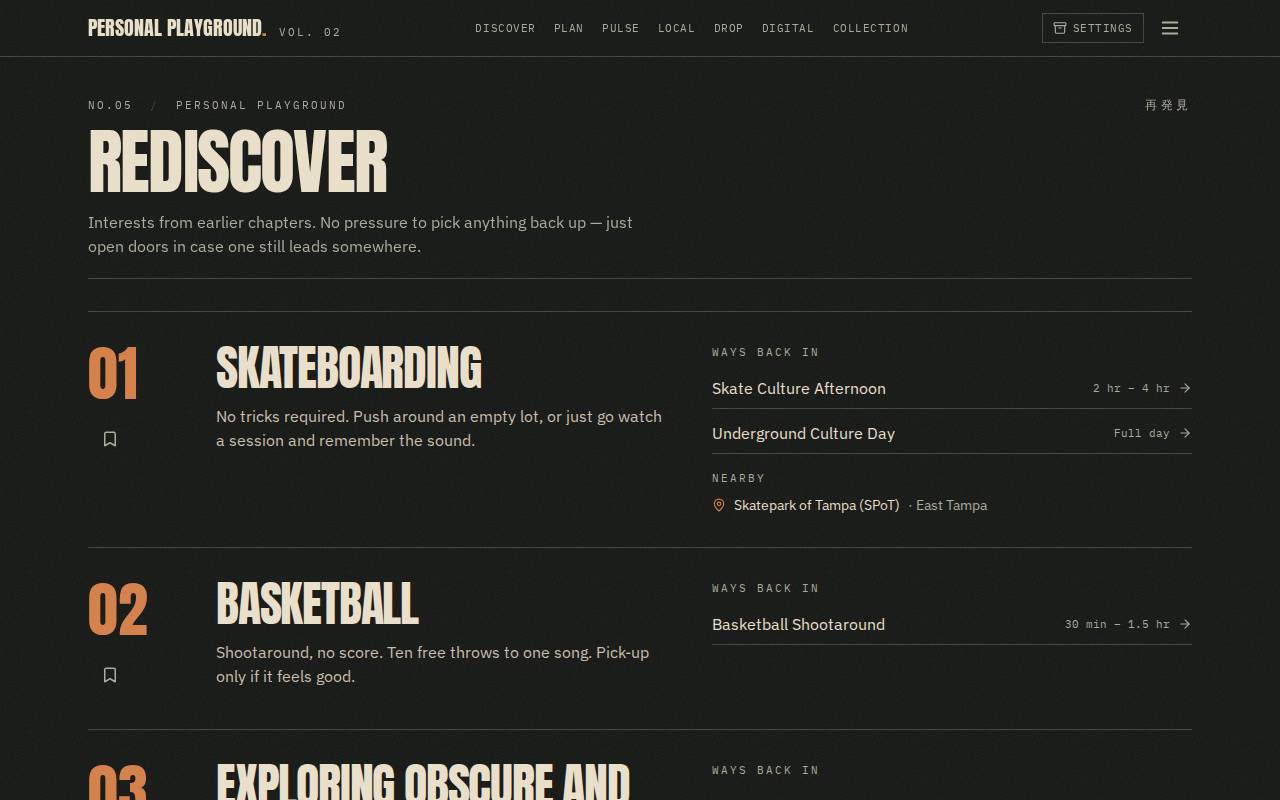 PERSONAL PLAYGROUND. VOL. 02
DISCOVER PLAN PULSE LOCAL DROP DIGITAL COLLECTION
SETTINGS
NO.05 / PERSONAL PLAYGROUND
再発見
REDISCOVER
Interests from earlier chapters. No pressure to pick anything back up — just
open doors in case one still leads somewhere.
01
SKATEBOARDING
No tricks required. Push around an empty lot, or just go watch
a session and remember the sound.
WAYS BACK IN
Skate Culture Afternoon 2 hr – 4 hr →
Underground Culture Day Full day →
NEARBY
Skatepark of Tampa (SPoT) · East Tampa
02
BASKETBALL
Shootaround, no score. Ten free throws to one song. Pick-up
only if it feels good.
WAYS BACK IN
Basketball Shootaround 30 min – 1.5 hr →
03
EXPLORING OBSCURE AND
WAYS BACK IN